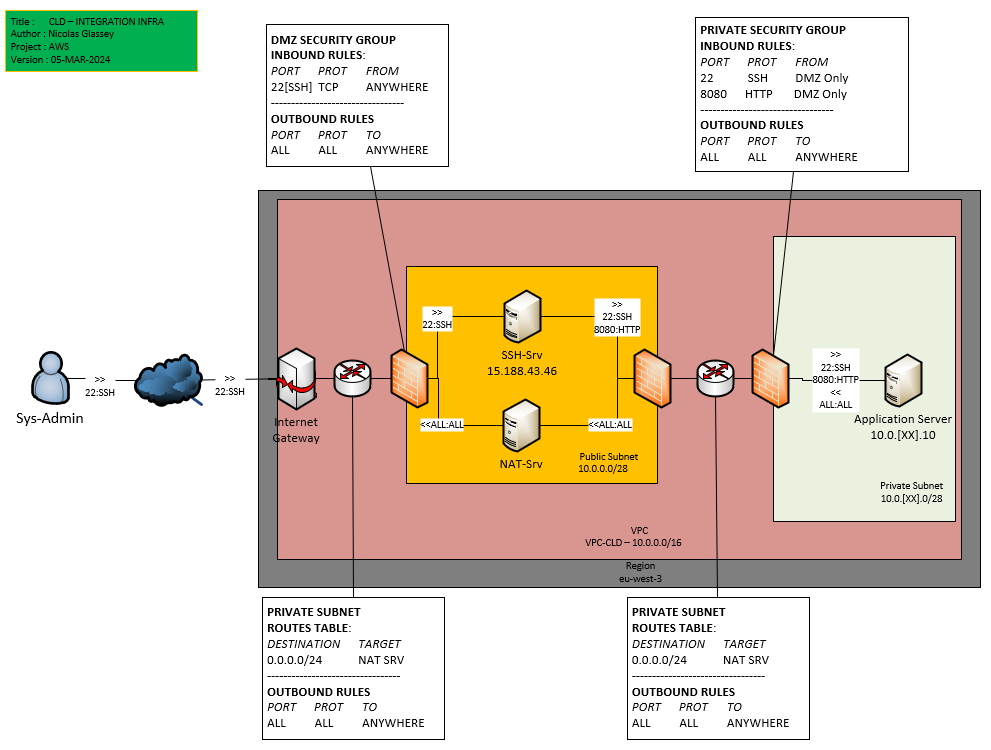 Title : CLD – INTEGRATION INFRA
Author : Nicolas Glassey
Project : AWS
Version : 05-MAR-2024
DMZ SECURITY GROUP
INBOUND RULES:
PORT PROT FROM
22[SSH] TCP ANYWHERE
---------------------------------
OUTBOUND RULES
PORT PROT TO
ALL ALL ANYWHERE
PRIVATE SECURITY GROUP
INBOUND RULES:
PORT PROT FROM
22 SSH DMZ Only
8080 HTTP DMZ Only
---------------------------------
OUTBOUND RULES
PORT PROT TO
ALL ALL ANYWHERE
Sys-Admin
>>
22:SSH
>>
22:SSH
Internet
Gateway
>>
22:SSH
<<ALL:ALL
SSH-Srv
15.188.43.46
NAT-Srv
>>
22:SSH
8080:HTTP
<<ALL:ALL
Public Subnet
10.0.0.0/28
>>
22:SSH
8080:HTTP
<<
ALL:ALL
Application Server
10.0.[XX].10
Private Subnet
10.0.[XX].0/28
VPC
VPC-CLD – 10.0.0.0/16
Region
eu-west-3
PRIVATE SUBNET
ROUTES TABLE:
DESTINATION TARGET
0.0.0.0/24 NAT SRV
---------------------------------
OUTBOUND RULES
PORT PROT TO
ALL ALL ANYWHERE
PRIVATE SUBNET
ROUTES TABLE:
DESTINATION TARGET
0.0.0.0/24 NAT SRV
---------------------------------
OUTBOUND RULES
PORT PROT TO
ALL ALL ANYWHERE